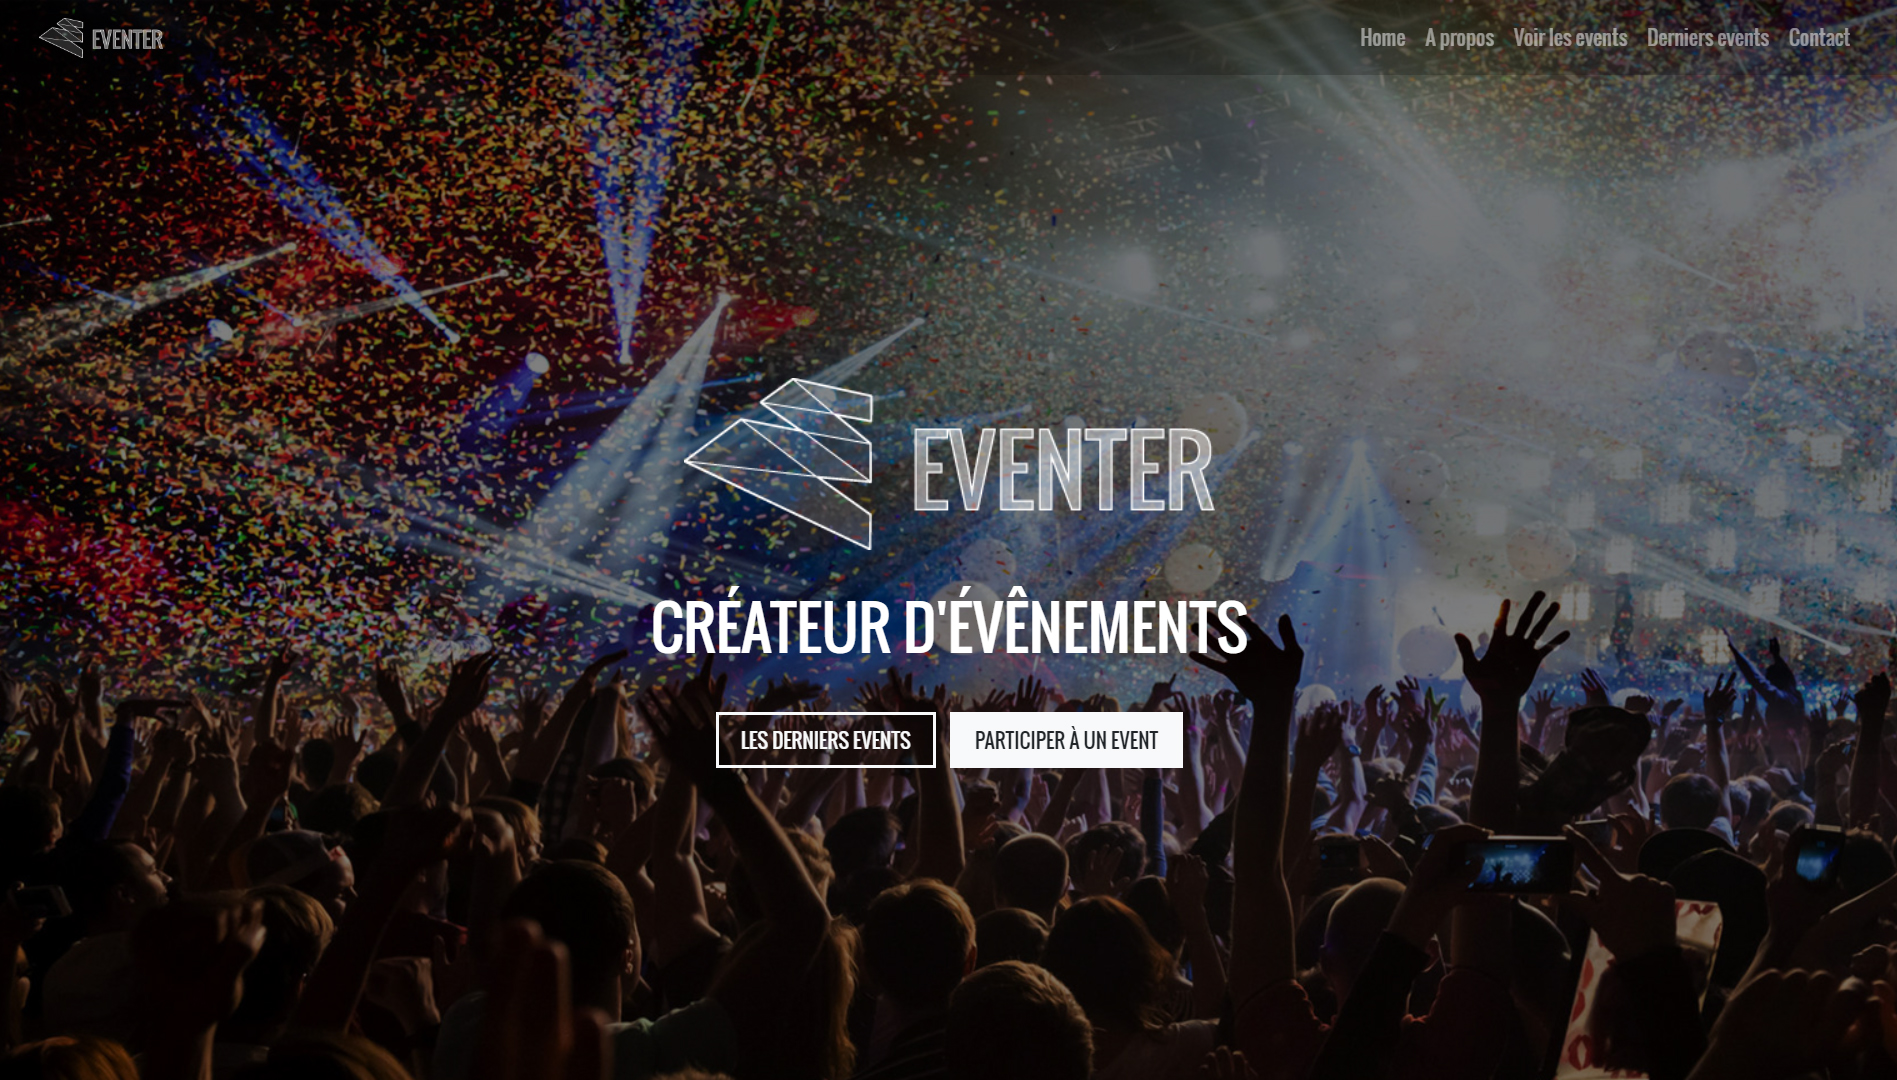 EVENTER
Home A propos Voir les events Derniers events Contact
EVENTER
CRÉATEUR D'ÉVÊNEMENTS
LES DERNIERS EVENTS PARTICIPER À UN EVENT